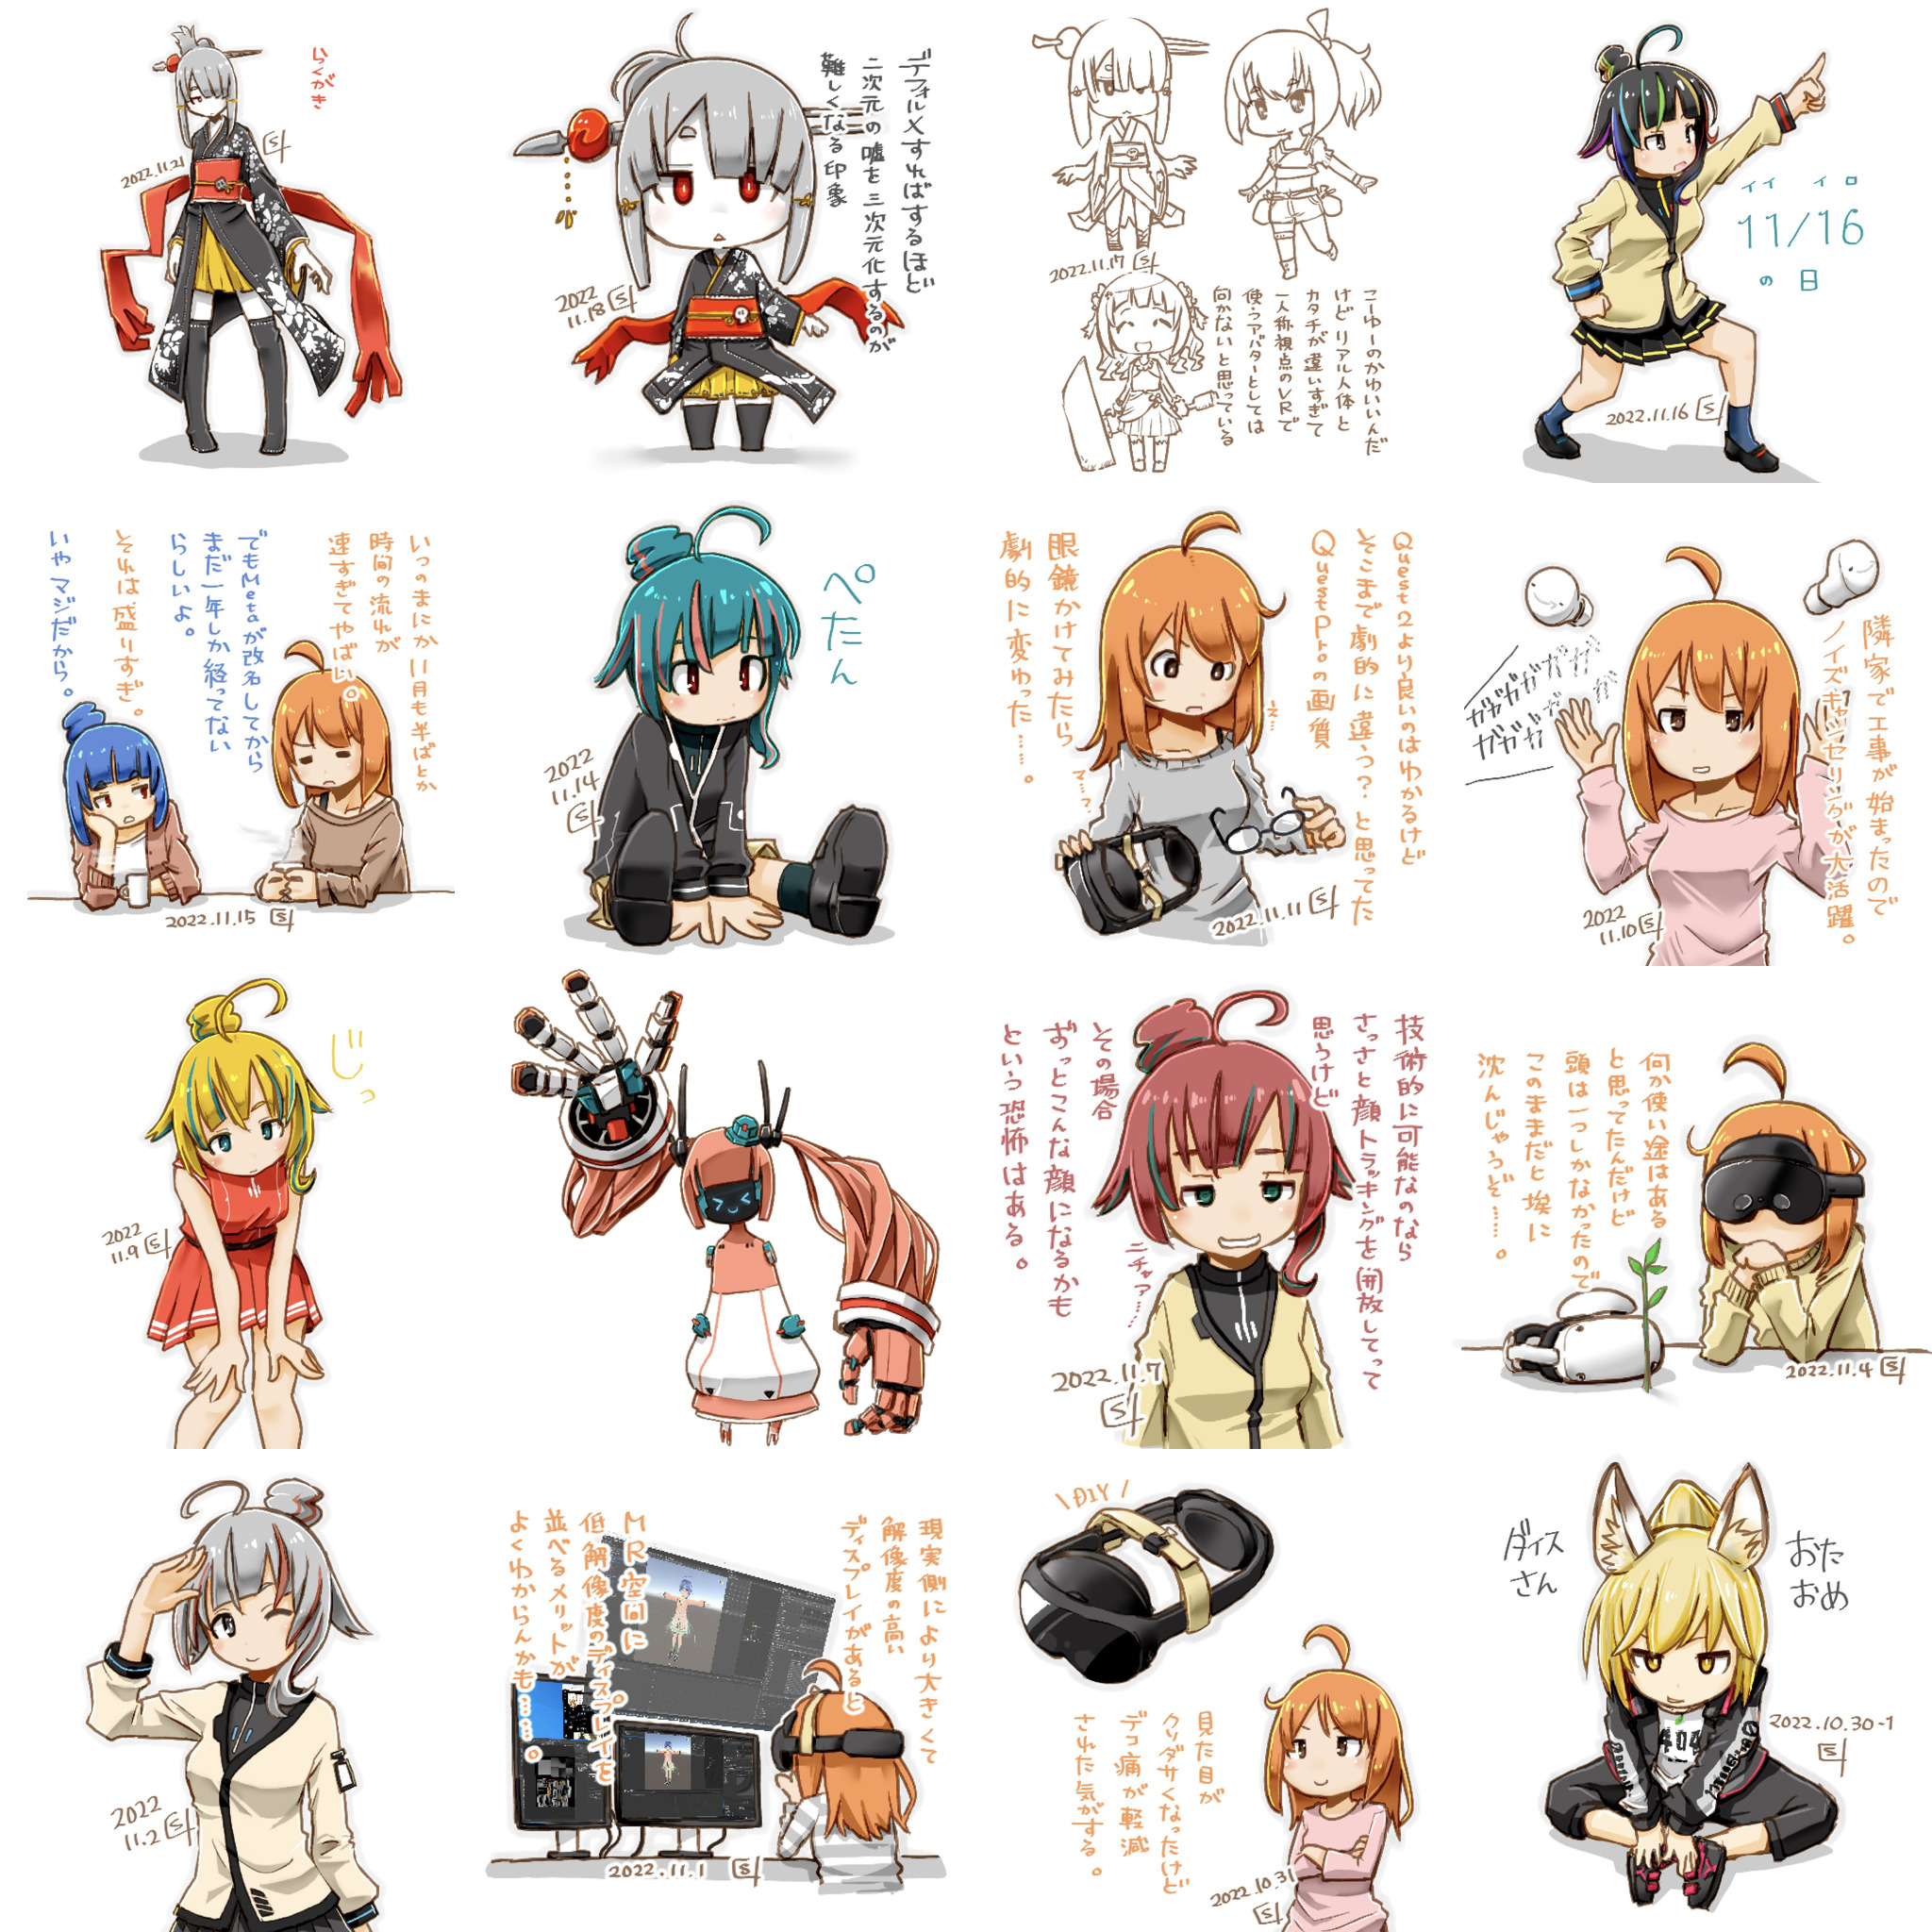 らくがき
2022.11.21
デフォルメすればするほど
二次元の嘘を三次元化するのが
難しくなる印象
2022
11.18
2022.11.17
こーゆーのかわいいんだ
けどリアル人体と
カタチが違いすぎて
一人称視点のVRで
使うアバターとしては
向かないと思っている
イイ イロ
11/16
の日
2022.11.16
いつのまにか11月も半ばとか
時間の流れが
速すぎてやばい。
でもMetaが改名してから
まだ一年しか経ってない
らしいよ。
それは盛りすぎ。
いやマジだから。
2022.11.15
ぺたん
2022
11.14
Quest2より良いのはわかるけど
そこまで劇的に違う?と思ってた
QuestProの画質
え…
眼鏡かけてみたら
劇的に変わった……。
マ…?
2022.11.11
隣家で工事が始まったので
ノイズキャンセリングが大活躍。
ガガガガガガガ
ガガガガガガ
2022
11.10
じっ
2022
11.9
技術的に可能なのなら
さっさと顔トラッキングを開放してって
思うけど
その場合
ずっとこんな顔になるかも
という恐怖はある。
ニチャァ…
2022.11.7
何か使い途はある
と思ってたんだけど
頭は一つしかなかったので
このままだと埃に
沈んじゃうぞ……。
2022.11.4
2022
11.2
現実側により大きくて
解像度の高い
ディスプレイがあると
MR空間に
低解像度のディスプレイを
並べるメリットが
よくわからんかも……。
2022.11.1
\DIY/
見た目が
クソダサくなったけど
デコ痛が軽減
された気がする。
2022.10.31
おた
おめ
ダイス
さん
404
2022.10.30-1